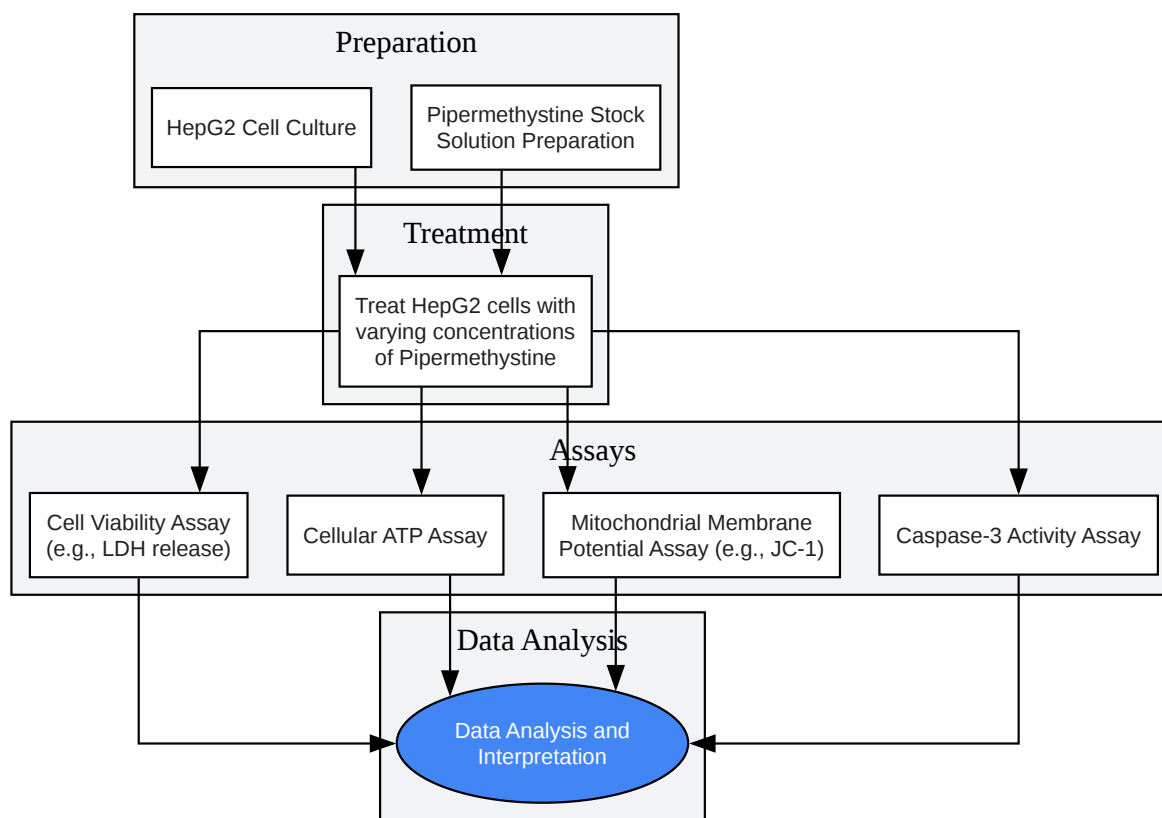 Preparation
HepG2 Cell Culture
Pipermethystine Stock
Solution Preparation
Treatment
Treat HepG2 cells with
varying concentrations
of Pipermethystine
Assays
Cell Viability Assay
(e.g., LDH release)
Cellular ATP Assay
Mitochondrial Membrane
Potential Assay (e.g., JC-1)
Caspase-3 Activity Assay
Data Analysis
Data Analysis and
Interpretation